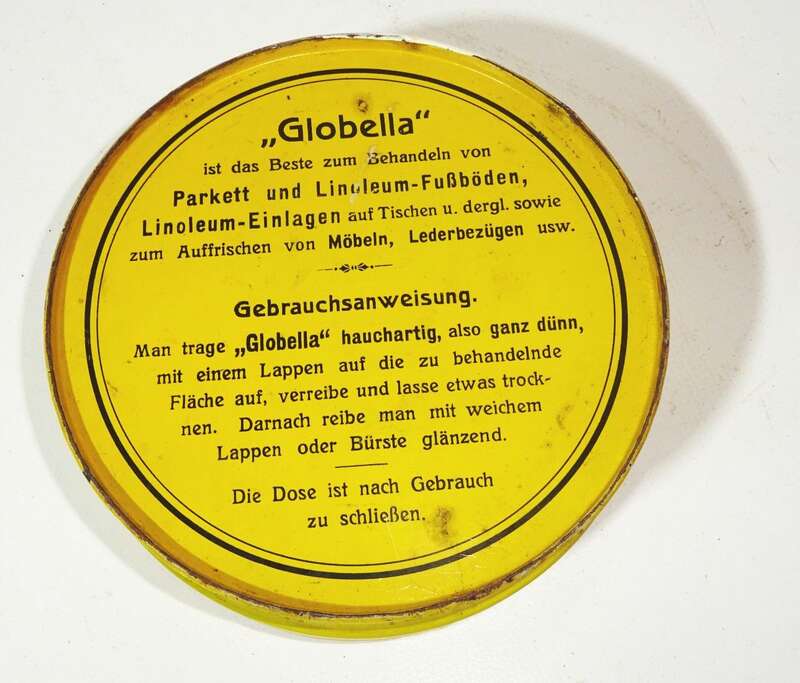 „Globella“
ist das Beste zum Behandeln von
Parkett und Linoleum-Fußböden,
Linoleum-Einlagen auf Tischen u. dergl. sowie
zum Auffrischen von Möbeln, Lederbezügen usw.
Gebrauchsanweisung.
Man trage „Globella“ hauchartig, also ganz dünn,
mit einem Lappen auf die zu behandelnde
Fläche auf, verreibe und lasse etwas trock-
nen. Darnach reibe man mit weichem
Lappen oder Bürste glänzend.
Die Dose ist nach Gebrauch
zu schließen.